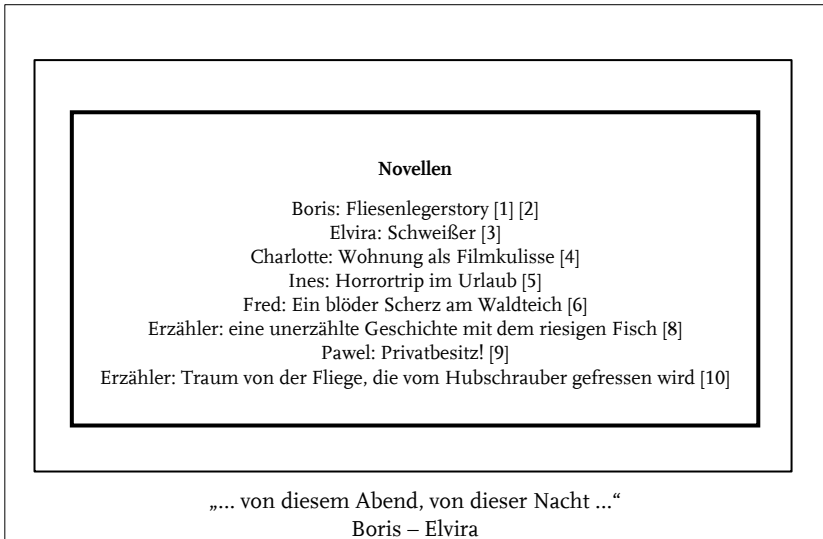 Novellen
Boris: Fliesenlegerstory [1] [2]
Elvira: Schweißer [3]
Charlotte: Wohnung als Filmkulisse [4]
Ines: Horrortrip im Urlaub [5]
Fred: Ein blöder Scherz am Waldteich [6]
Erzähler: eine unerzählte Geschichte mit dem riesigen Fisch [8]
Pawel: Privatbesitz! [9]
Erzähler: Traum von der Fliege, die vom Hubschrauber gefressen wird [10]
„... von diesem Abend, von dieser Nacht ...“
Boris – Elvira